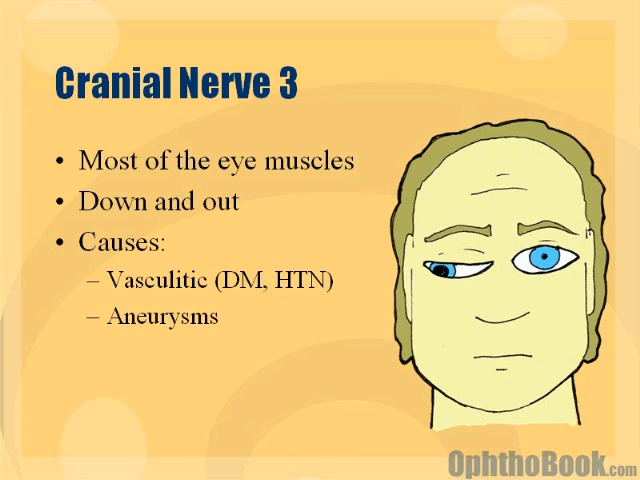 Cranial Nerve 3
• Most of the eye muscles
• Down and out
• Causes:
– Vasculitic (DM, HTN)
– Aneurysms
OphthoBook.com